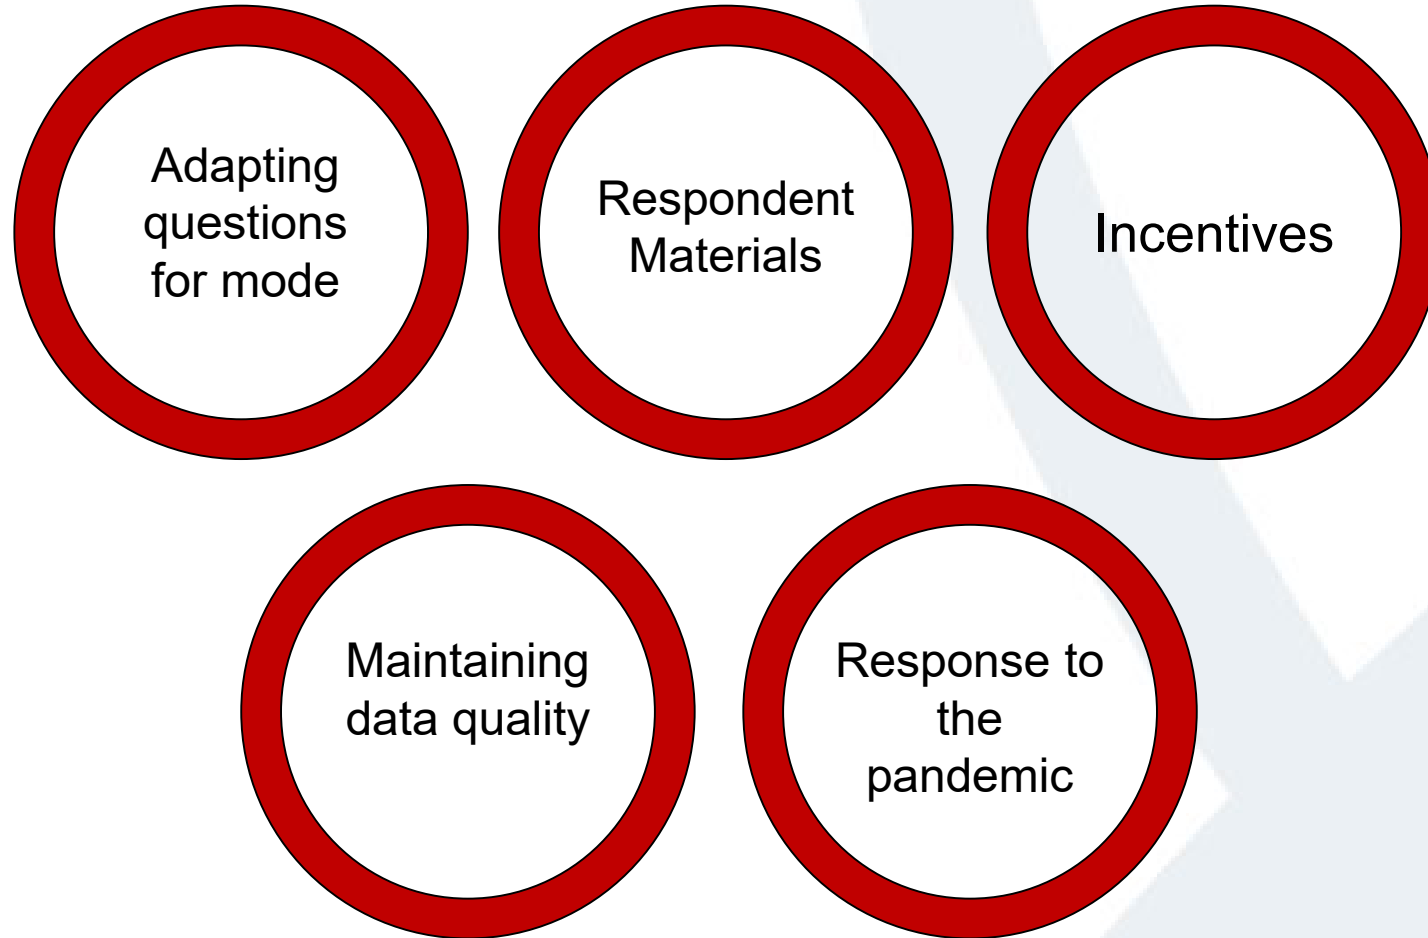 Adapting
questions
for mode
Respondent
Materials
Incentives
Maintaining
data quality
Response to
the
pandemic